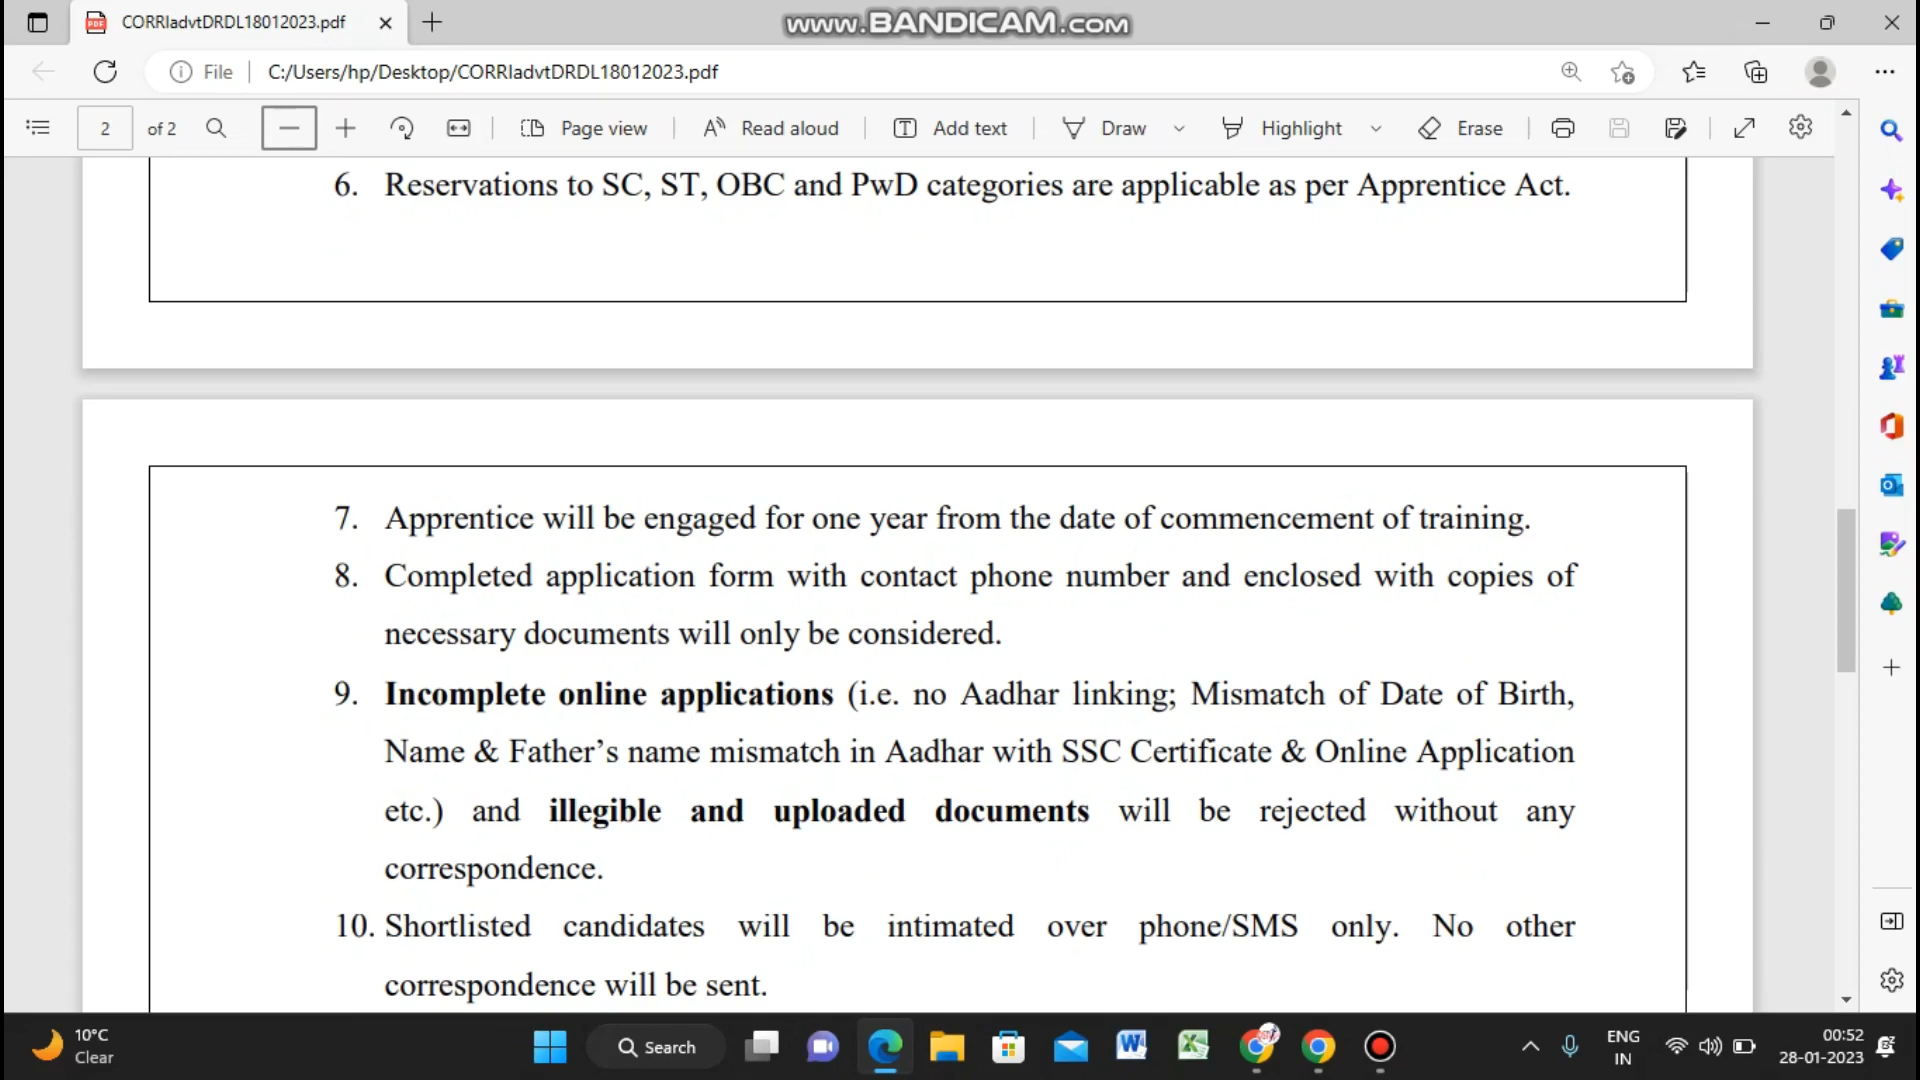 CORRIadvtDRDL18012023.pdf
www.BANDICAM.com
File
C:/Users/hp/Desktop/CORRIadvtDRDL18012023.pdf
2 of 2
Page view
Read aloud
Add text
Draw
Highlight
Erase
6. Reservations to SC, ST, OBC and PwD categories are applicable as per Apprentice Act.
7. Apprentice will be engaged for one year from the date of commencement of training.
8. Completed application form with contact phone number and enclosed with copies of
necessary documents will only be considered.
9. Incomplete online applications (i.e. no Aadhar linking; Mismatch of Date of Birth,
Name & Father’s name mismatch in Aadhar with SSC Certificate & Online Application
etc.) and illegible and uploaded documents will be rejected without any
correspondence.
10. Shortlisted candidates will be intimated over phone/SMS only. No other
correspondence will be sent.
10°C
Clear
Search
ENG
IN
00:52
28-01-2023